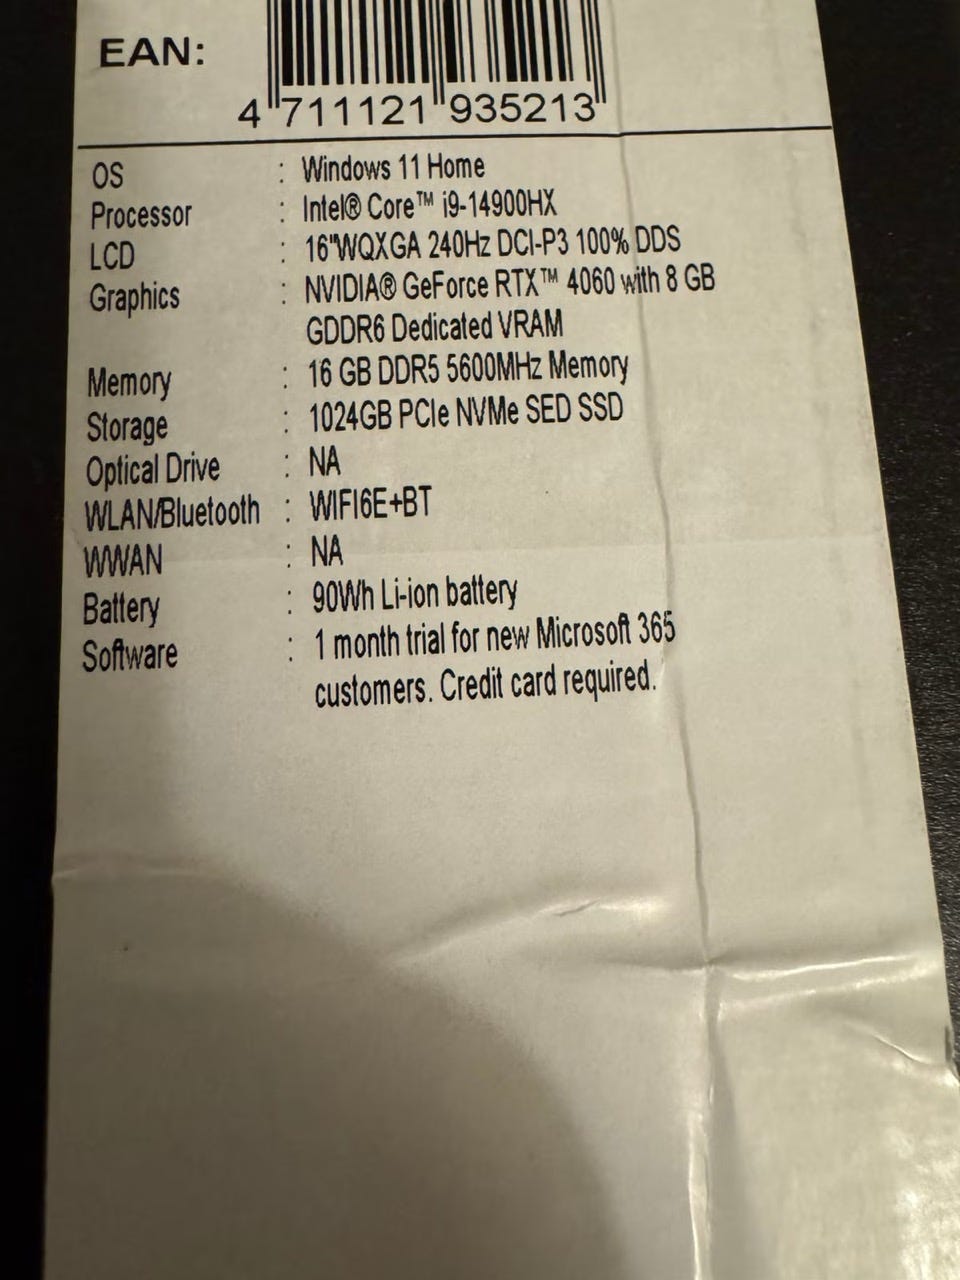 EAN:
4 711121 935213
OS : Windows 11 Home
Processor : Intel® Core™ i9-14900HX
LCD : 16"WQXGA 240Hz DCI-P3 100% DDS
Graphics : NVIDIA® GeForce RTX™ 4060 with 8 GB
GDDR6 Dedicated VRAM
Memory : 16 GB DDR5 5600MHz Memory
Storage : 1024GB PCIe NVMe SED SSD
Optical Drive : NA
WLAN/Bluetooth : WIFI6E+BT
WWAN : NA
Battery : 90Wh Li-ion battery
Software : 1 month trial for new Microsoft 365
customers. Credit card required.